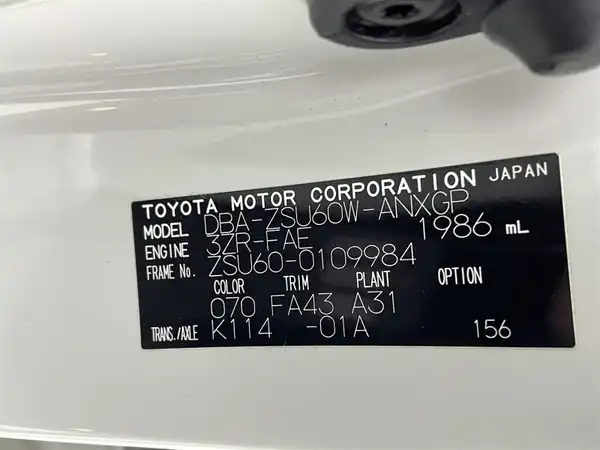 TOYOTA MOTOR CORPORATION JAPAN
MODEL DBA-ZSU60W-ANXGP
ENGINE 3ZR-FAE 1986 mL
FRAME No. ZSU60-0109984
COLOR TRIM PLANT OPTION
070 FA43 A31
TRANS./AXLE K114 -01A 156